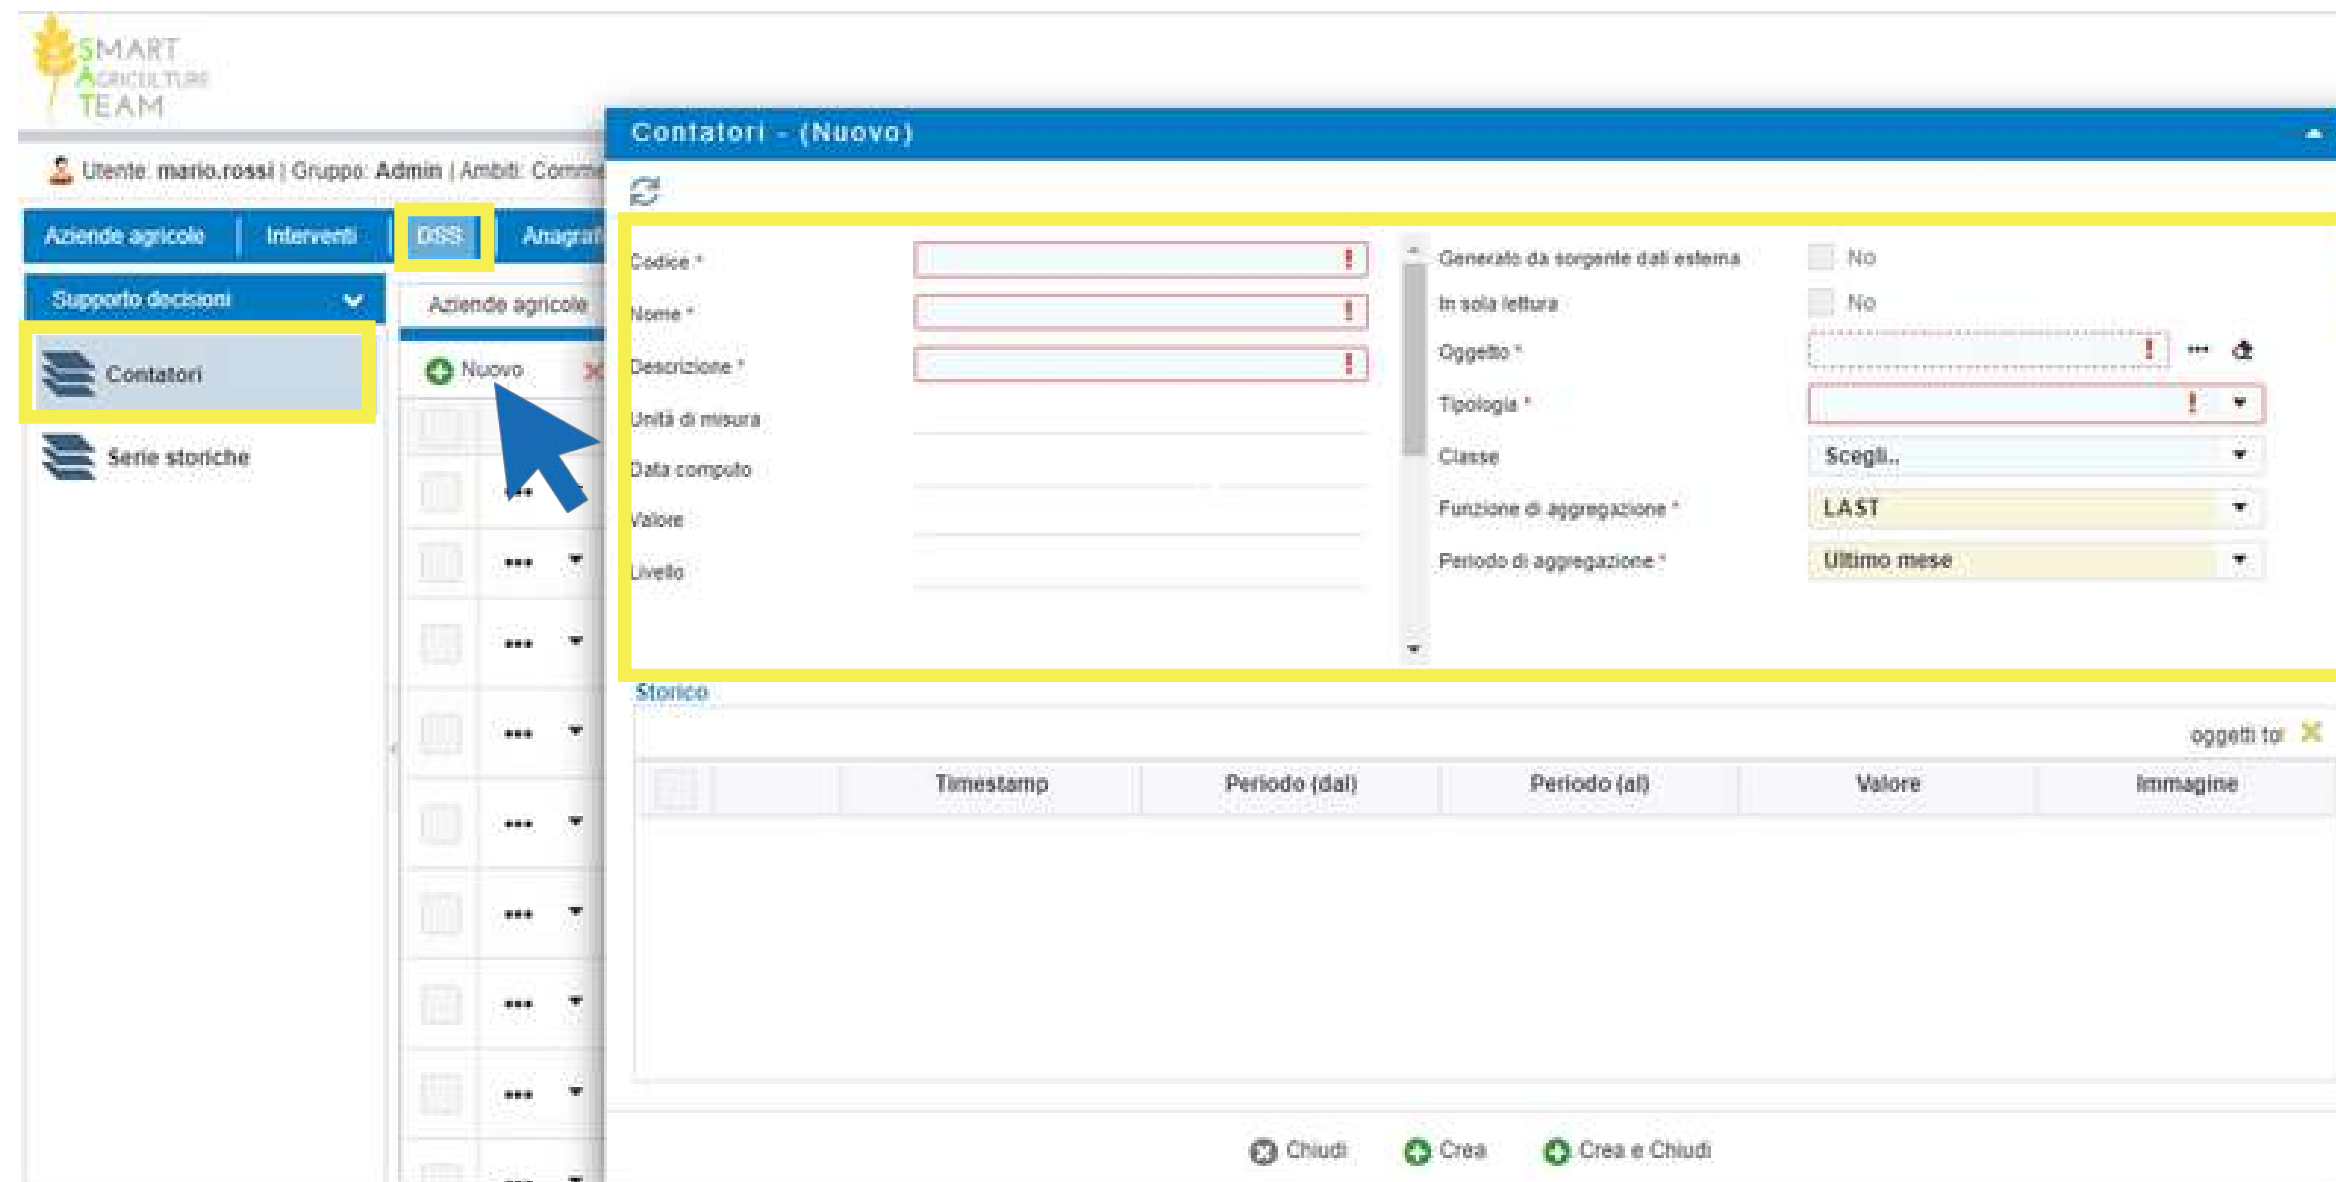 SMART
AGRICULTURE
TEAM
Utente: mario.rossi | Gruppo: Admin | Ambiti: Comme
Aziende agricole
Interventi
DSS
Anagraf
Supporto decisioni
Contatori
Serie storiche
Aziende agricole
Nuovo
Contatori - (Nuovo)
Codice *
Nome *
Descrizione *
Unità di misura
Data computo
Valore
Livello
Generato da sorgente dati esterna
No
In sola lettura
No
Oggetto *
Tipologia *
Classe
Scegli..
Funzione di aggregazione *
LAST
Periodo di aggregazione *
Ultimo mese
Storico
oggetti tot
Timestamp
Periodo (dal)
Periodo (al)
Valore
Immagine
Chiudi
Crea
Crea e Chiudi